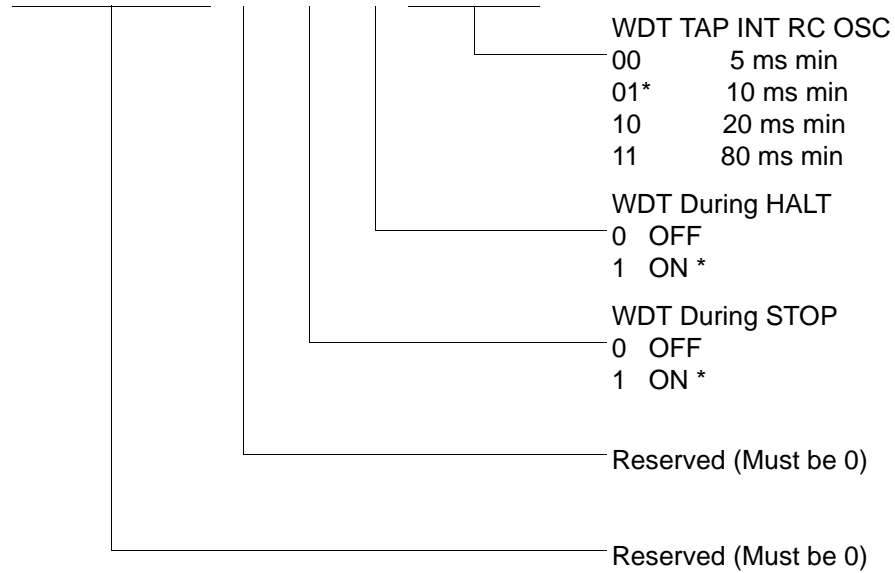 WDT TAP INT RC OSC
00 5 ms min
01* 10 ms min
10 20 ms min
11 80 ms min
WDT During HALT
0 OFF
1 ON *
WDT During STOP
0 OFF
1 ON *
Reserved (Must be 0)
Reserved (Must be 0)